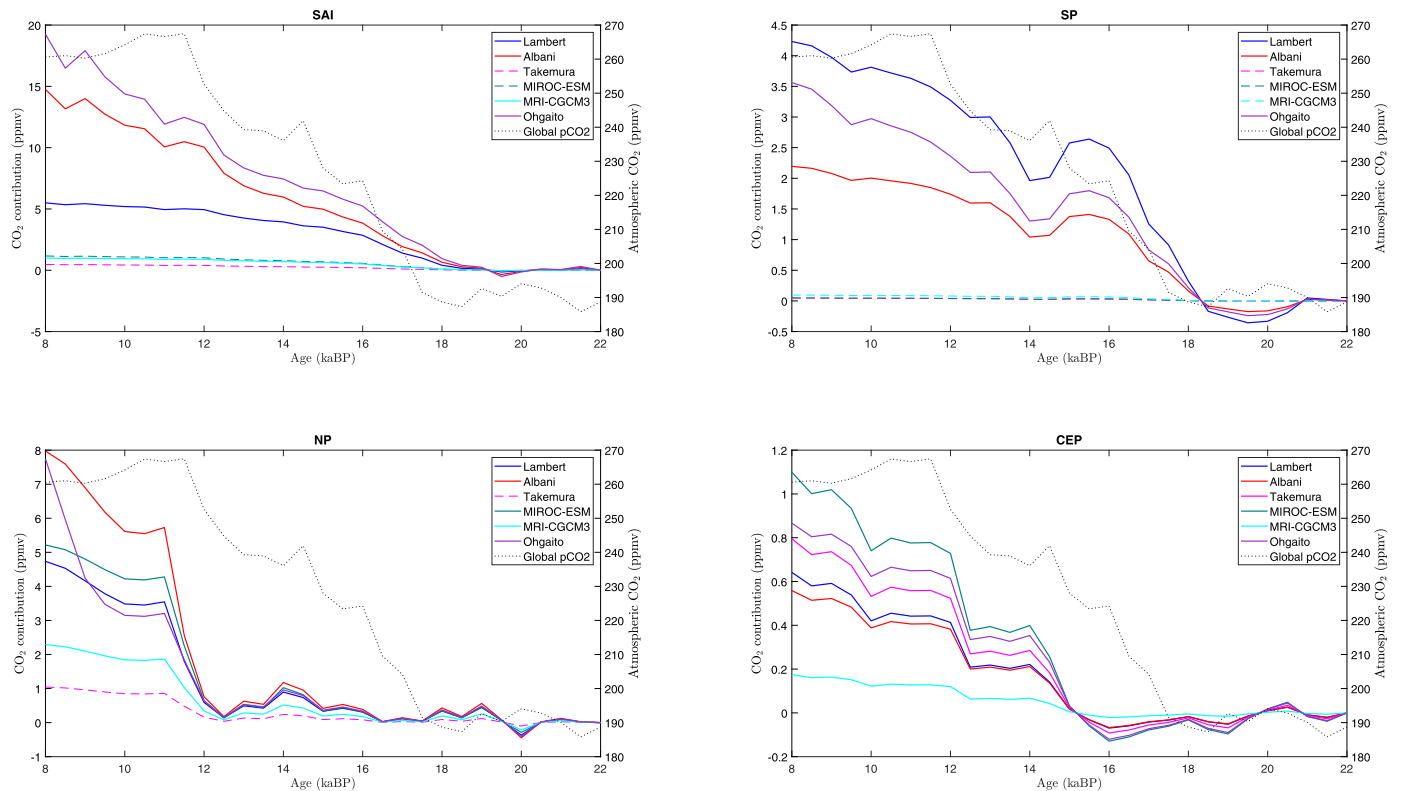 SAI
20
15
10
5
0
-5
270
260
250
240
230
220
210
200
190
180
8 10 12 14 16 18 20 22
CO2 contribution (ppmv)
Atmospheric CO2 (ppmv)
Age (kaBP)
Lambert
Albani
Takemura
MIROC-ESM
MRI-CGCM3
Ohgaito
Global pCO2
SP
4.5
4
3.5
3
2.5
2
1.5
1
0.5
0
-0.5
270
260
250
240
230
220
210
200
190
180
8 10 12 14 16 18 20 22
CO2 contribution (ppmv)
Atmospheric CO2 (ppmv)
Age (kaBP)
Lambert
Albani
Takemura
MIROC-ESM
MRI-CGCM3
Ohgaito
Global pCO2
NP
8
7
6
5
4
3
2
1
0
-1
270
260
250
240
230
220
210
200
190
180
8 10 12 14 16 18 20 22
CO2 contribution (ppmv)
Atmospheric CO2 (ppmv)
Age (kaBP)
Lambert
Albani
Takemura
MIROC-ESM
MRI-CGCM3
Ohgaito
Global pCO2
CEP
1.2
1
0.8
0.6
0.4
0.2
0
-0.2
270
260
250
240
230
220
210
200
190
180
8 10 12 14 16 18 20 22
CO2 contribution (ppmv)
Atmospheric CO2 (ppmv)
Age (kaBP)
Lambert
Albani
Takemura
MIROC-ESM
MRI-CGCM3
Ohgaito
Global pCO2